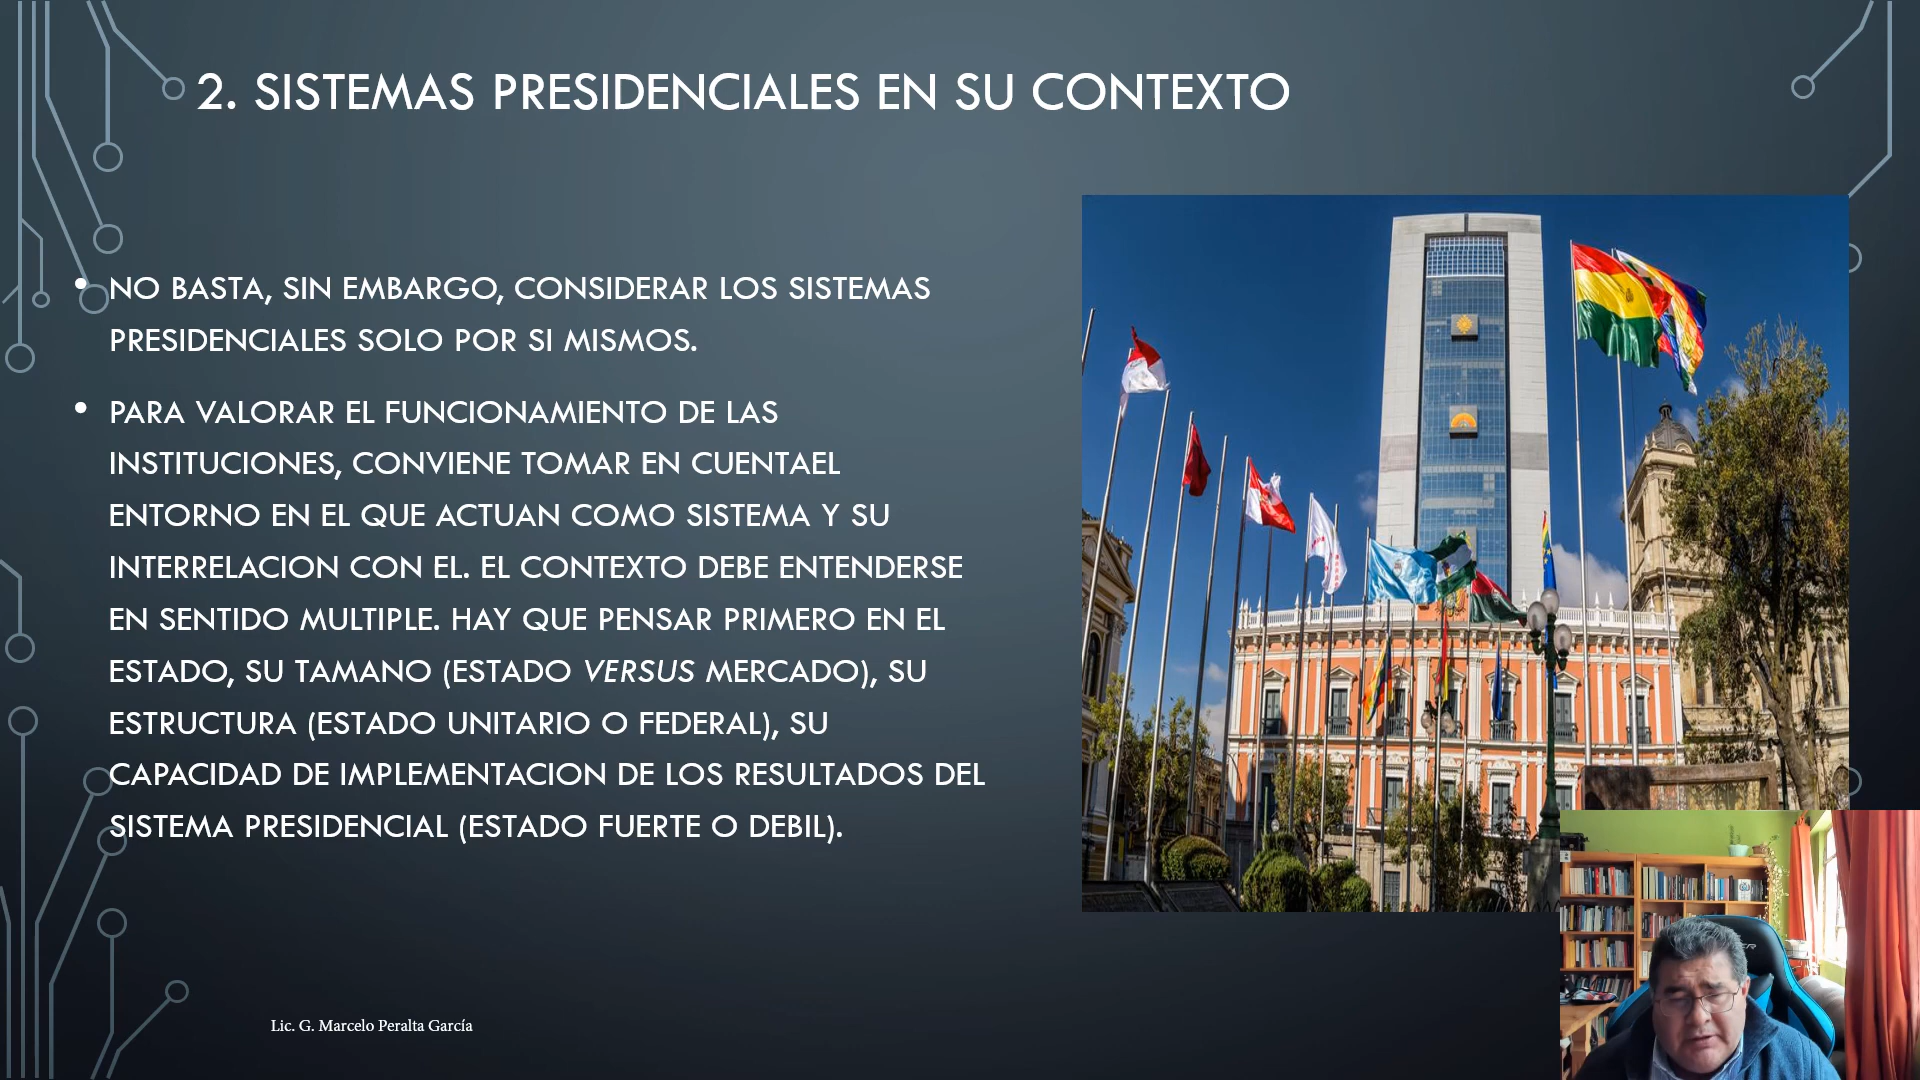 2. SISTEMAS PRESIDENCIALES EN SU CONTEXTO
• NO BASTA, SIN EMBARGO, CONSIDERAR LOS SISTEMAS
PRESIDENCIALES SOLO POR SI MISMOS.
• PARA VALORAR EL FUNCIONAMIENTO DE LAS
INSTITUCIONES, CONVIENE TOMAR EN CUENTAEL
ENTORNO EN EL QUE ACTUAN COMO SISTEMA Y SU
INTERRELACION CON EL. EL CONTEXTO DEBE ENTENDERSE
EN SENTIDO MULTIPLE. HAY QUE PENSAR PRIMERO EN EL
ESTADO, SU TAMANO (ESTADO VERSUS MERCADO), SU
ESTRUCTURA (ESTADO UNITARIO O FEDERAL), SU
CAPACIDAD DE IMPLEMENTACION DE LOS RESULTADOS DEL
SISTEMA PRESIDENCIAL (ESTADO FUERTE O DEBIL).
Lic. G. Marcelo Peralta García